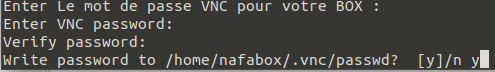 Enter Le mot de passe VNC pour votre BOX :
Enter VNC password:
Verify password:
Write password to /home/nafabox/.vnc/passwd?  [y]/n y